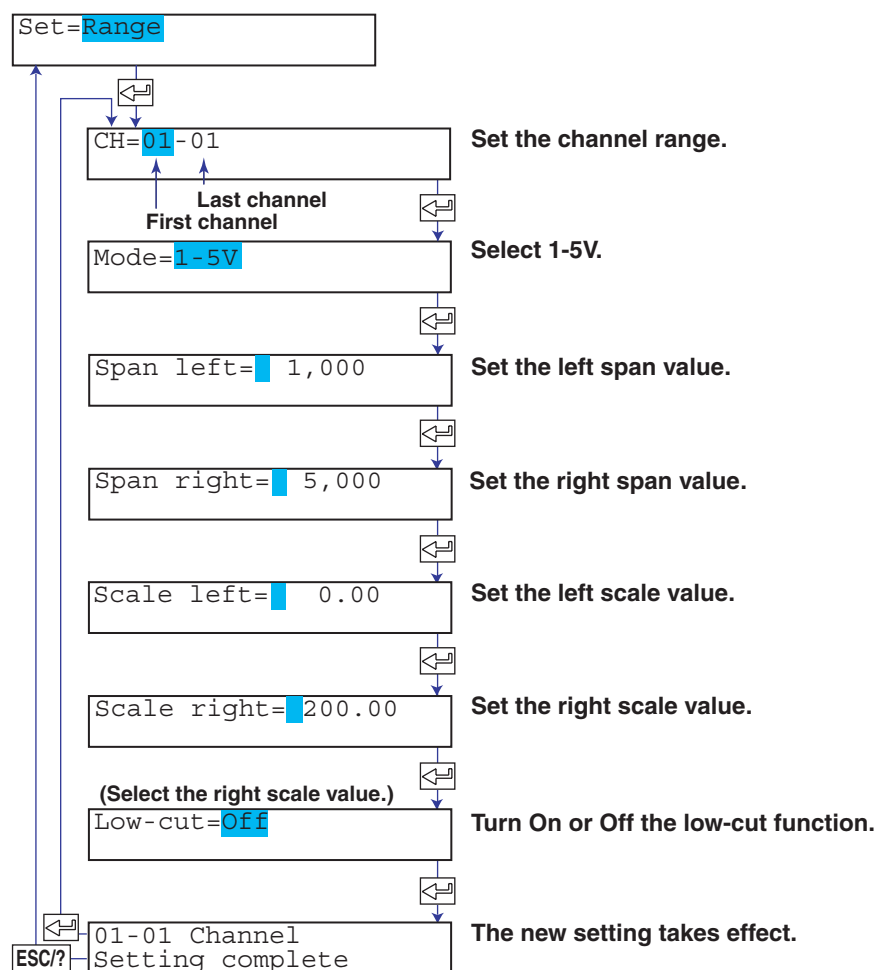 Set=Range
CH=01-01
Set the channel range.
Last channel
First channel
Mode=1-5V
Select 1-5V.
Span left= 1,000
Set the left span value.
Span right= 5,000
Set the right span value.
Scale left= 0.00
Set the left scale value.
Scale right= 200.00
Set the right scale value.
(Select the right scale value.)
Low-cut=Off
Turn On or Off the low-cut function.
01-01 Channel
The new setting takes effect.
ESC/?
Setting complete